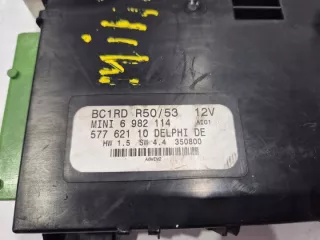 Mini
BC1RD R50/53 12V
MINI 6 982 114
577 621 10 DELPHI DE
HW 1.5 SW 4.4 350800